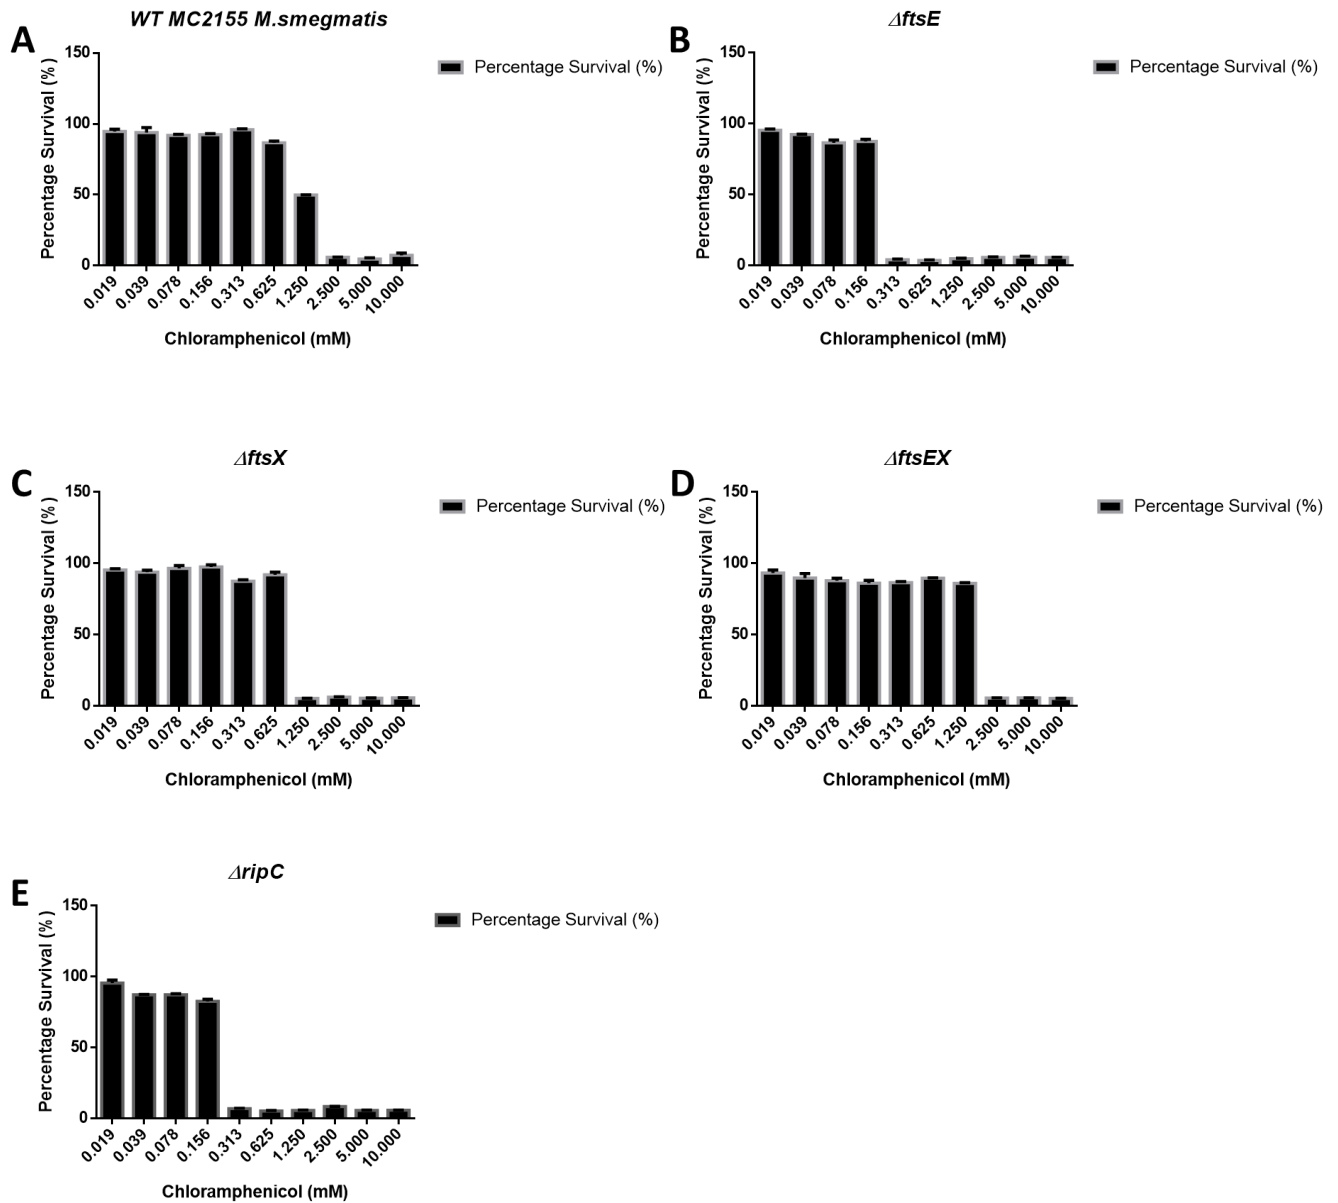 WT MC2155 M.smegmatis
A
150
100
50
0
Percentage Survival (%)
Percentage Survival (%)
0.019 0.039 0.078 0.156 0.313 0.625 1.250 2.500 5.000 10.000
Chloramphenicol (mM)
ΔftsE
B
150
100
50
0
Percentage Survival (%)
Percentage Survival (%)
0.019 0.039 0.078 0.156 0.313 0.625 1.250 2.500 5.000 10.000
Chloramphenicol (mM)
ΔftsX
C
150
100
50
0
Percentage Survival (%)
Percentage Survival (%)
0.019 0.039 0.078 0.156 0.313 0.625 1.250 2.500 5.000 10.000
Chloramphenicol (mM)
ΔftsEX
D
150
100
50
0
Percentage Survival (%)
Percentage Survival (%)
0.019 0.039 0.078 0.156 0.313 0.625 1.250 2.500 5.000 10.000
Chloramphenicol (mM)
ΔripC
E
150
100
50
0
Percentage Survival (%)
Percentage Survival (%)
0.019 0.039 0.078 0.156 0.313 0.625 1.250 2.500 5.000 10.000
Chloramphenicol (mM)